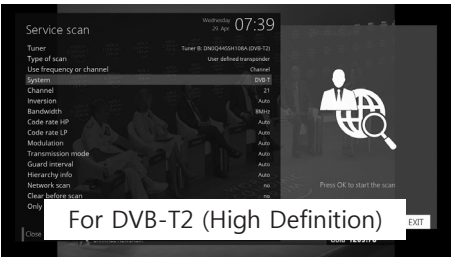 Service scan
Wednesday
29. Apr 07:39
Tuner Tuner B: DN0Q4465H108A (DVB-T2)
Type of scan User defined transponder
Use frequency or channel Channel
System DVB-T
Channel 21
Inversion Auto
Bandwidth 8MHz
Code rate HP Auto
Code rate LP Auto
Modulation Auto
Transmission mode Auto
Guard interval Auto
Hierarchy info Auto
Network scan no
Clear before scan no
Only
Press OK to start the scan
For DVB-T2 (High Definition)
EXIT
Close